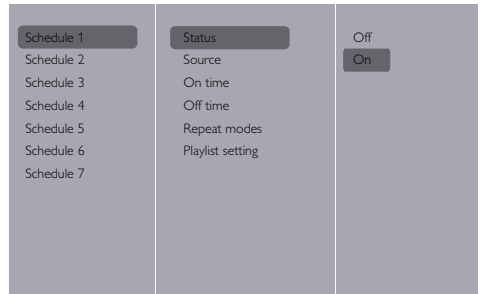 Schedule 1
Schedule 2
Schedule 3
Schedule 4
Schedule 5
Schedule 6
Schedule 7
Status
Source
On time
Off time
Repeat modes
Playlist setting
Off
On